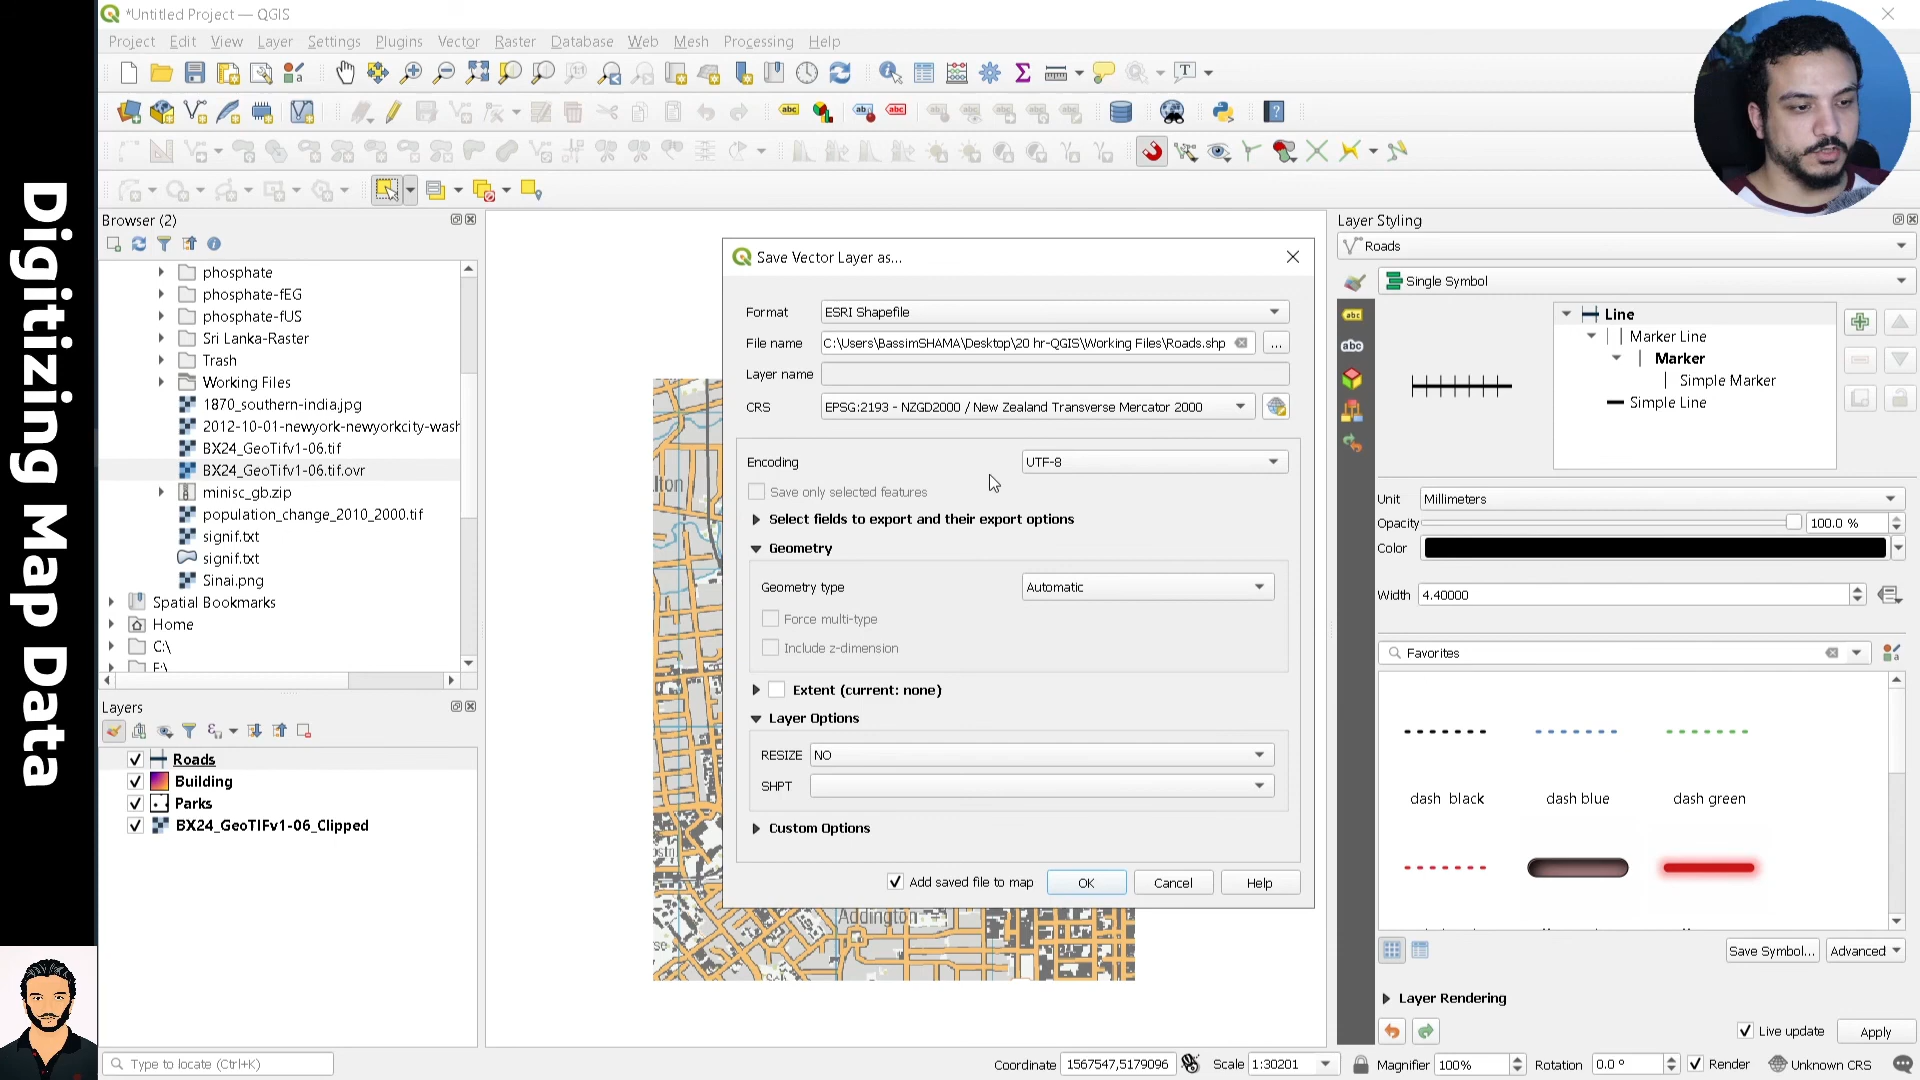 Digitizing Map Data
*Untitled Project — QGIS
Project Edit View Layer Settings Plugins Vector Raster Database Web Mesh Processing Help
Browser (2)
phosphate
phosphate-fEG
phosphate-fUS
Sri Lanka-Raster
Trash
Working Files
1870_southern-india.jpg
2012-10-01-newyork-newyorkcity-wash
BX24_GeoTifv1-06.tif
BX24_GeoTifv1-06.tif.ovr
minisc_gb.zip
population_change_2010_2000.tif
signif.txt
signif.txt
Sinai.png
Spatial Bookmarks
Home
C:\
Layers
Roads
Building
Parks
BX24_GeoTIFv1-06_Clipped
Type to locate (Ctrl+K)
Save Vector Layer as...
Format ESRI Shapefile
File name C:\Users\BassimSHAMA\Desktop\20 hr-QGIS\Working Files\Roads.shp ...
Layer name
CRS EPSG:2193 - NZGD2000 / New Zealand Transverse Mercator 2000
Encoding UTF-8
Save only selected features
Select fields to export and their export options
Geometry
Geometry type Automatic
Force multi-type
Include z-dimension
Extent (current: none)
Layer Options
RESIZE NO
SHPT
Custom Options
Add saved file to map OK Cancel Help
lton
Addington
Layer Styling
Roads
Single Symbol
Line
Marker Line
Marker
Simple Marker
Simple Line
Unit Millimeters
Opacity 100.0 %
Color
Width 4.40000
Favorites
dash black dash blue dash green
Save Symbol... Advanced
Layer Rendering
Live update Apply
Coordinate 1567547,5179096 Scale 1:30201 Magnifier 100% Rotation 0.0 ° Render Unknown CRS